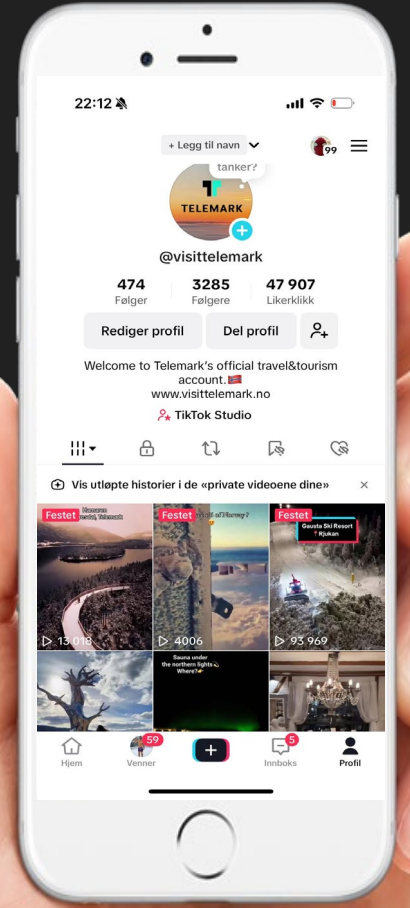 22:12
+ Legg til navn
99
tanker?
TELEMARK
@visittelemark
474 3285 47 907
Følger Følgere Likerklikk
Rediger profil Del profil
Welcome to Telemark's official travel&tourism
account.🇳🇴
www.visittelemark.no
TikTok Studio
Vis utløpte historier i de «private videoene dine» ×
Festet
Telemark
13 018
Festet
of Norway?
4006
Festet
Gausta Ski Resort
📍Rjukan
93 969
Sauna under
the northern lights💫
Where?👉
59 5
Hjem Venner Innboks Profil